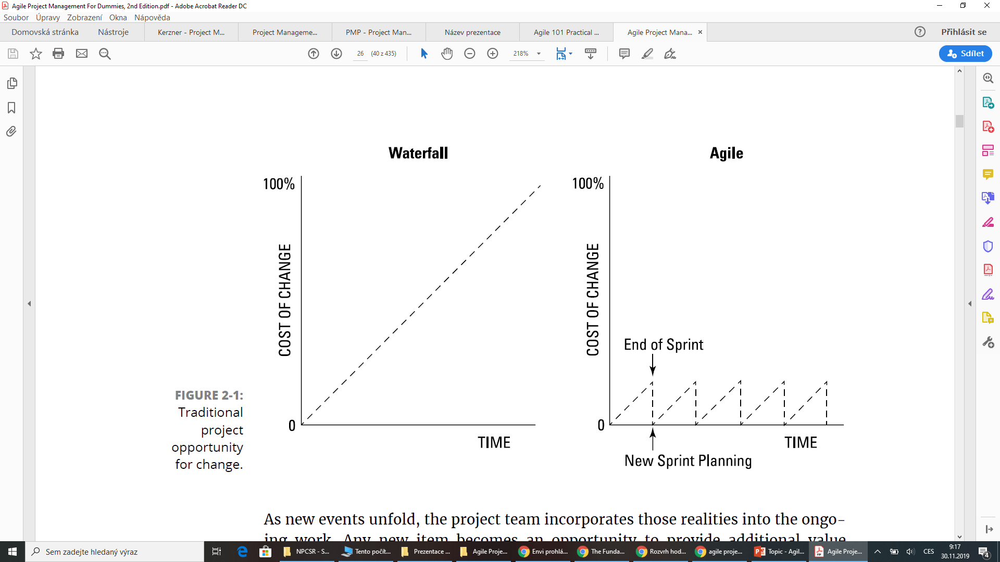 Agile Project Management For Dummies, 2nd Edition.pdf - Adobe Acrobat Reader DC
Soubor Úpravy Zobrazení Okna Nápověda
Domovská stránka Nástroje Kerzner - Project M... Project Manageme... PMP - Project Man... Název prezentace Agile 101 Practical ... Agile Project Mana... Přihlásit se
26 (40 z 435) 218% Sdílet
Waterfall
100%
COST OF CHANGE
0
TIME
Agile
100%
COST OF CHANGE
End of Sprint
0
TIME
New Sprint Planning
FIGURE 2-1:
Traditional
project
opportunity
for change.
As new events unfold, the project team incorporates those realities into the ongo-
ing work. Any new item becomes an opportunity to provide additional value
Sem zadejte hledaný výraz
NPCSR - S... Tento počít... Prezentace ... Agile Proje... Envi prohlá... The Funda... Rozvrh hod... agile proje... Topic - Agil... Agile Proje... CES
9:17
30.11.2019
4